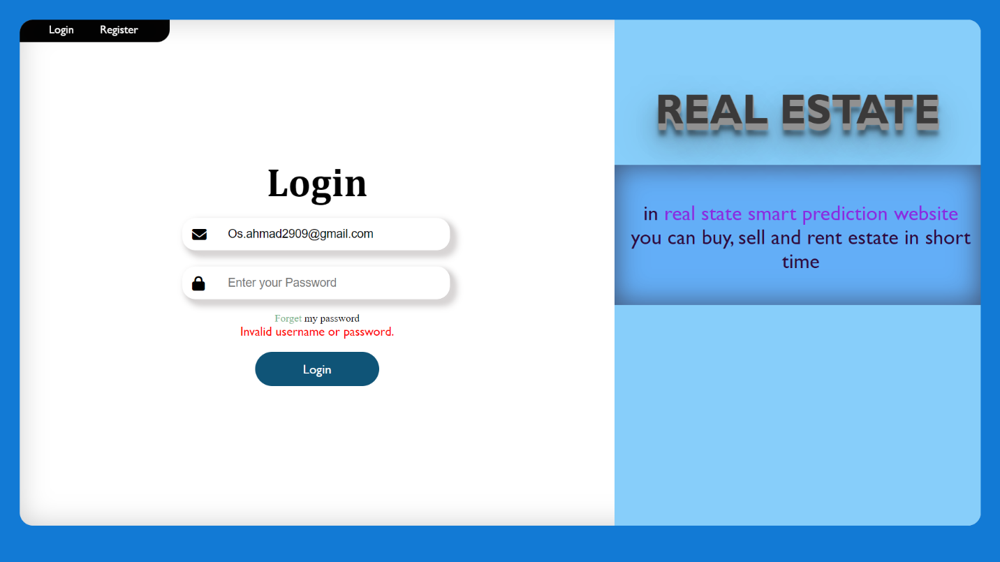 Login Register
REAL ESTATE
in real state smart prediction website
you can buy, sell and rent estate in short
time
Login
Os.ahmad2909@gmail.com
Enter your Password
Forget my password
Invalid username or password.
Login